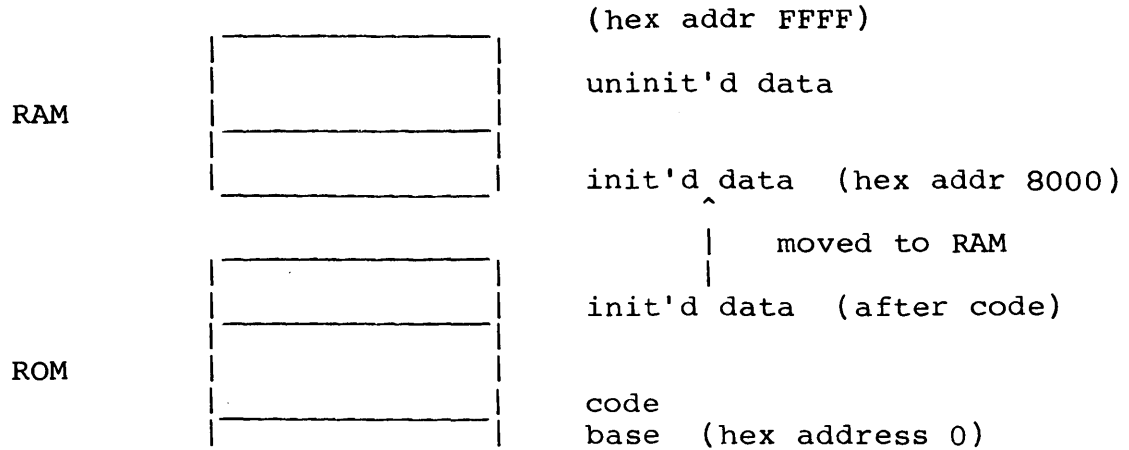 (hex addr FFFF)
uninit'd data
RAM
init'd data (hex addr 8000)
moved to RAM
init'd data (after code)
ROM
code
base (hex address 0)